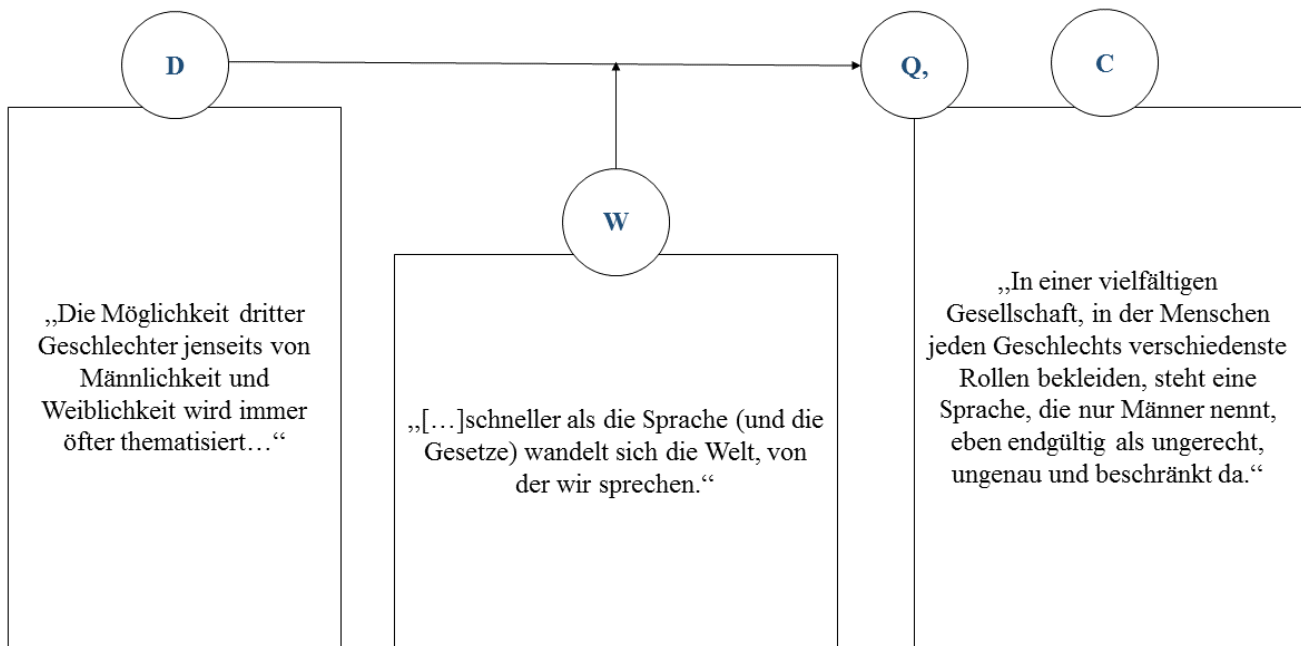 D
Q,
C
W
,,Die Möglichkeit dritter
Geschlechter jenseits von
Männlichkeit und
Weiblichkeit wird immer
öfter thematisiert…“
,,[…]schneller als die Sprache (und die
Gesetze) wandelt sich die Welt, von
der wir sprechen.“
,,In einer vielfältigen
Gesellschaft, in der Menschen
jeden Geschlechts verschiedenste
Rollen bekleiden, steht eine
Sprache, die nur Männer nennt,
eben endgültig als ungerecht,
ungenau und beschränkt da.“